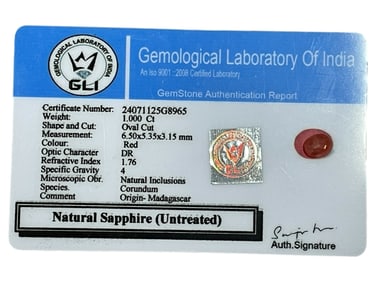 GEMOLOGICAL LABORATORY OF INDIA
GLI
Gemological Laboratory Of India
An Iso 9001 : 2008 Certified Laboratory
GemStone Authentication Report
Certificate Number 24071125G8965
Weight: 1.000 Ct
Shape and Cut: Oval Cut
Measurement: 6.50x5.35x3.15 mm
Colour: Red
Optic Character DR
Refractive Index 1.76
Specific Gravity 4
Microscopic Obr. Natural Inclusions
Species: Corundum
Comment Origin- Madagascar
Natural Sapphire (Untreated)
Auth.Signature